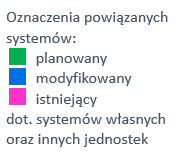 Oznaczenia powiązanych
systemów:
planowany
modyfikowany
istniejący
dot. systemów własnych
oraz innych jednostek